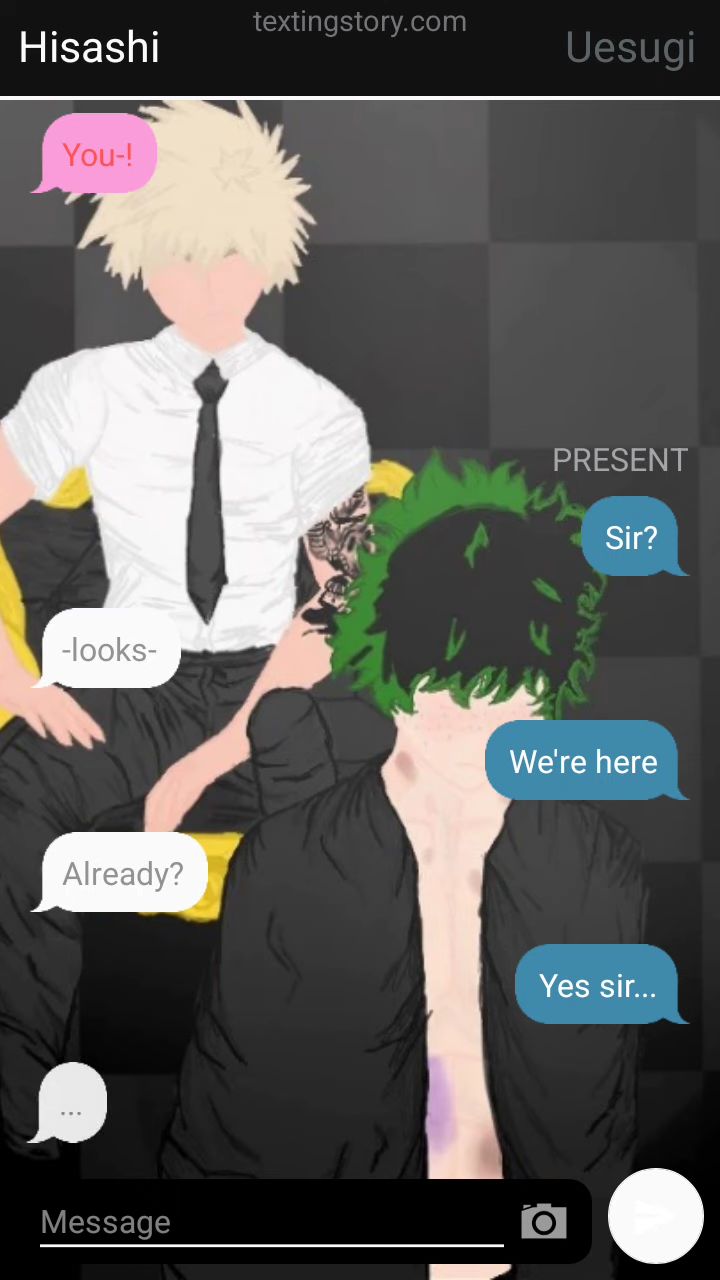 textingstory.com
Hisashi
Uesugi
You-!
PRESENT
Sir?
-looks-
We're here
Already?
Yes sir...
...
Message